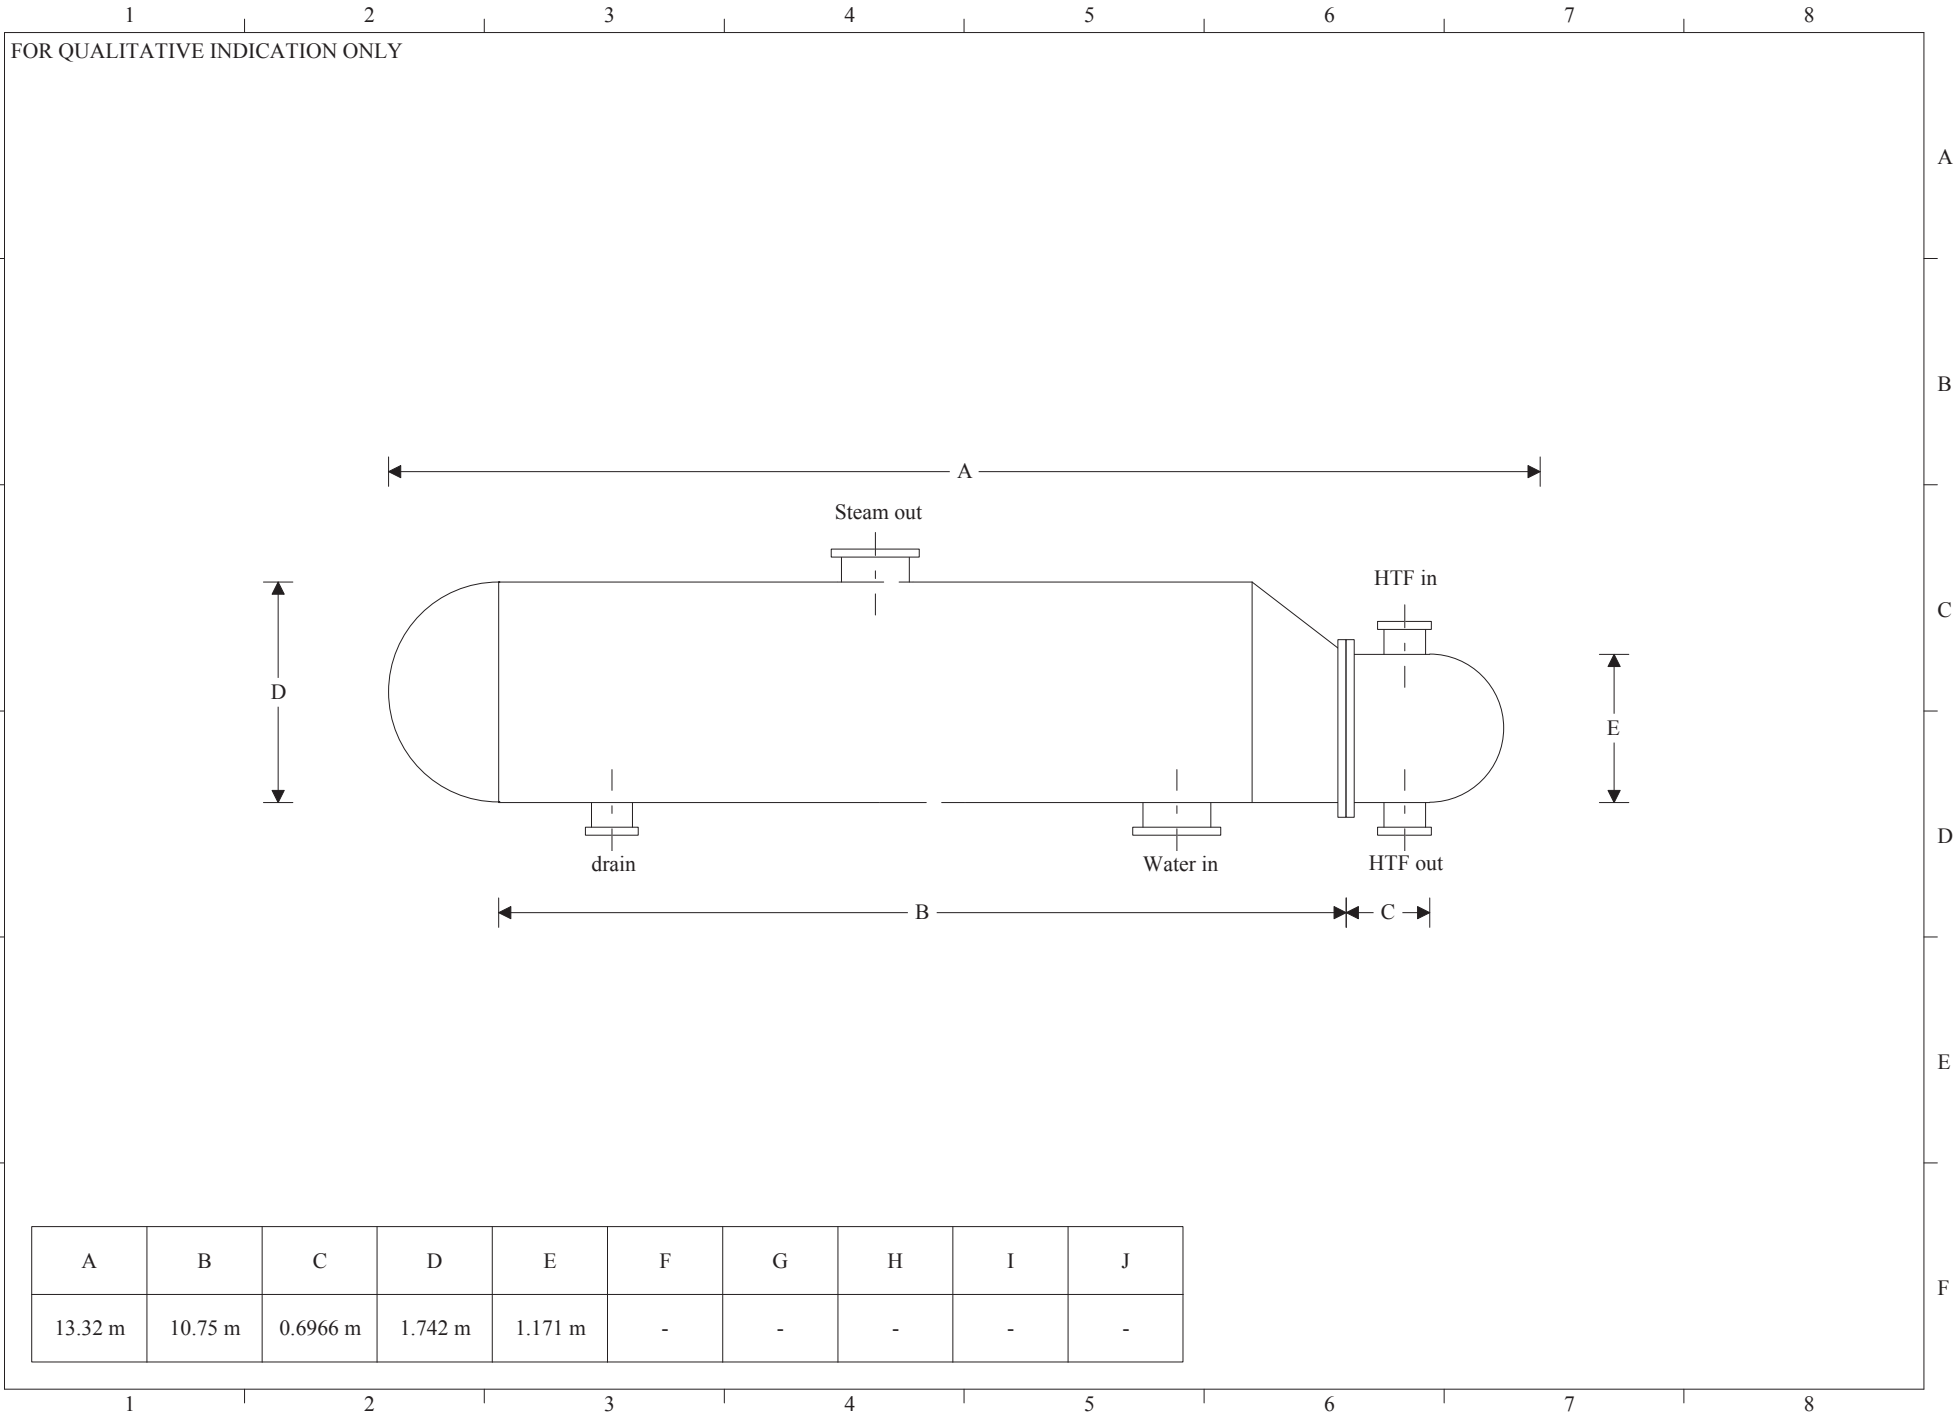 1 2 3 4 5 6 7 8
FOR QUALITATIVE INDICATION ONLY
A
B
A
Steam out
HTF in
C
D
E
drain
Water in
HTF out
D
B
C
E
A B C D E F G H I J
F
13.32 m 10.75 m 0.6966 m 1.742 m 1.171 m - - - - -
1 2 3 4 5 6 7 8